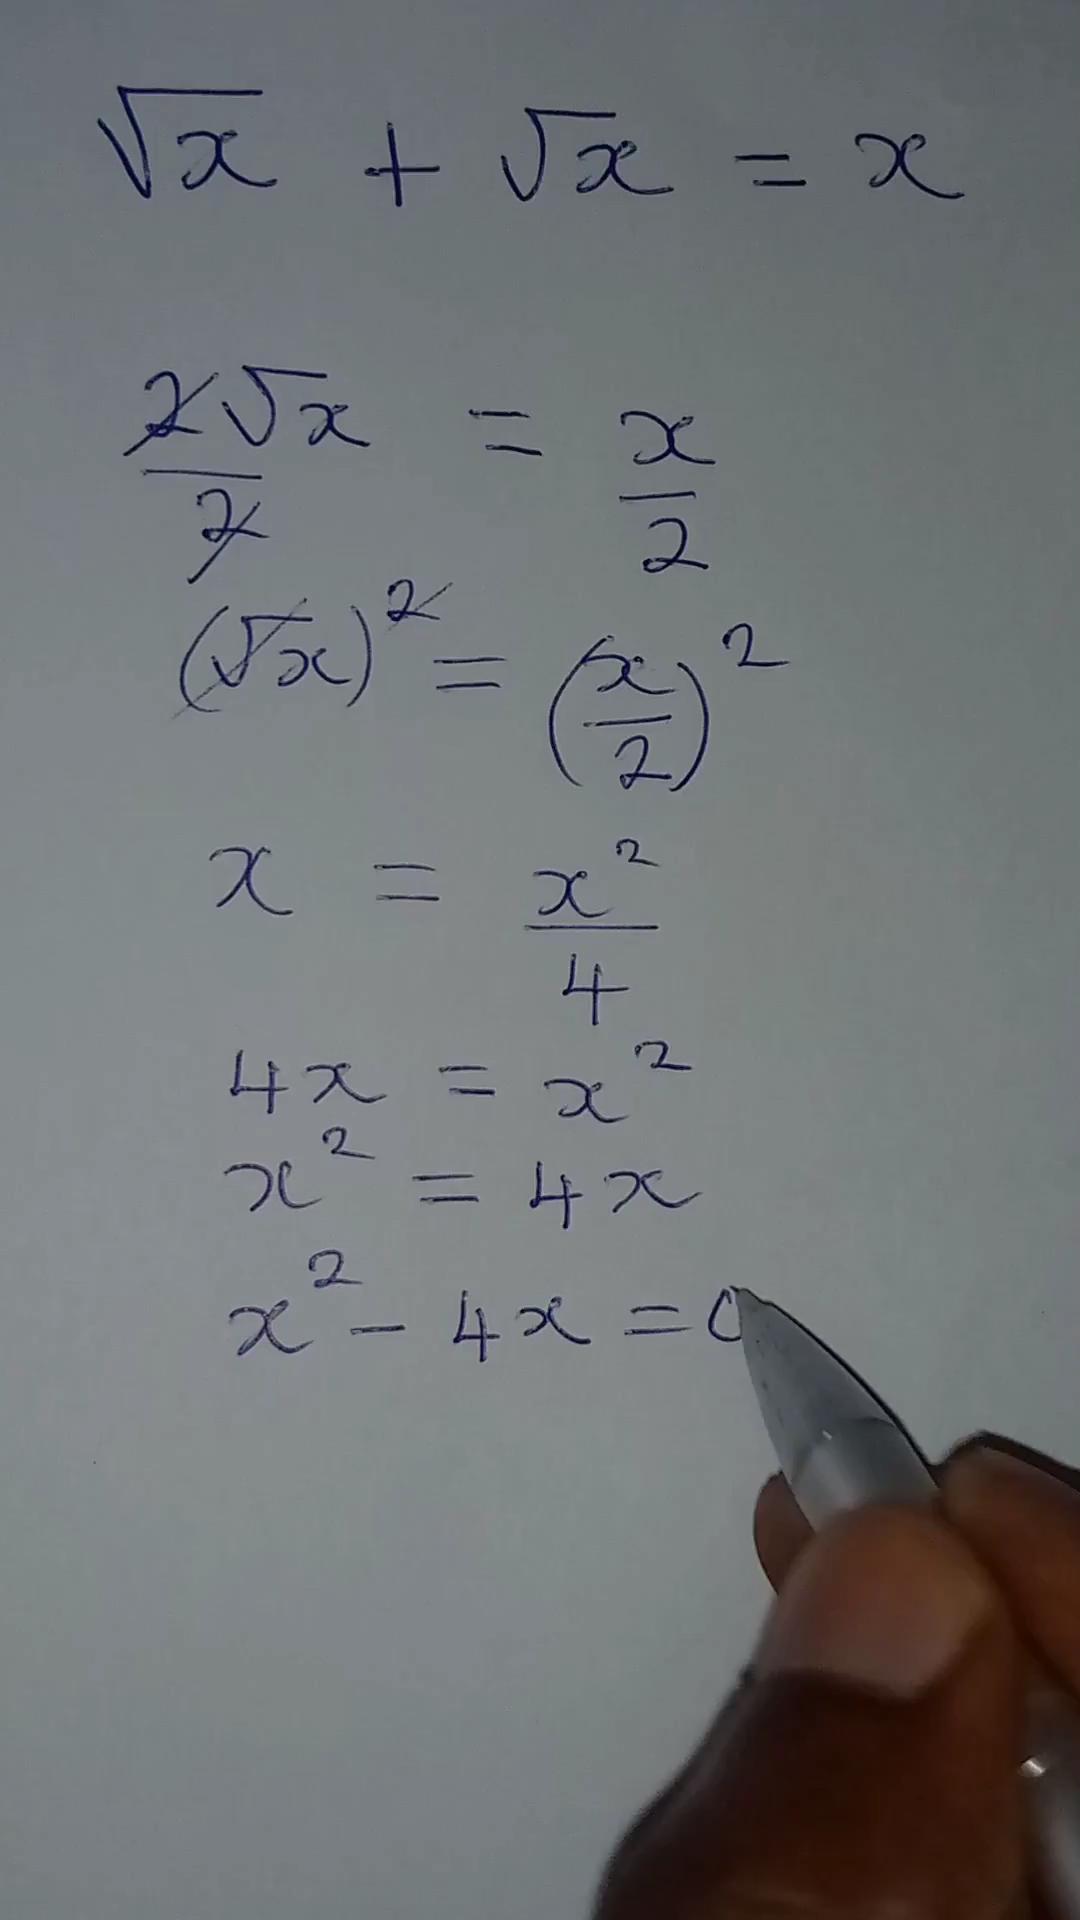 √x + √x = x
2√x/2 = x/2
(√x)² = (x/2)²
x = x²/4
4x = x²
x² = 4x
x² - 4x = 0